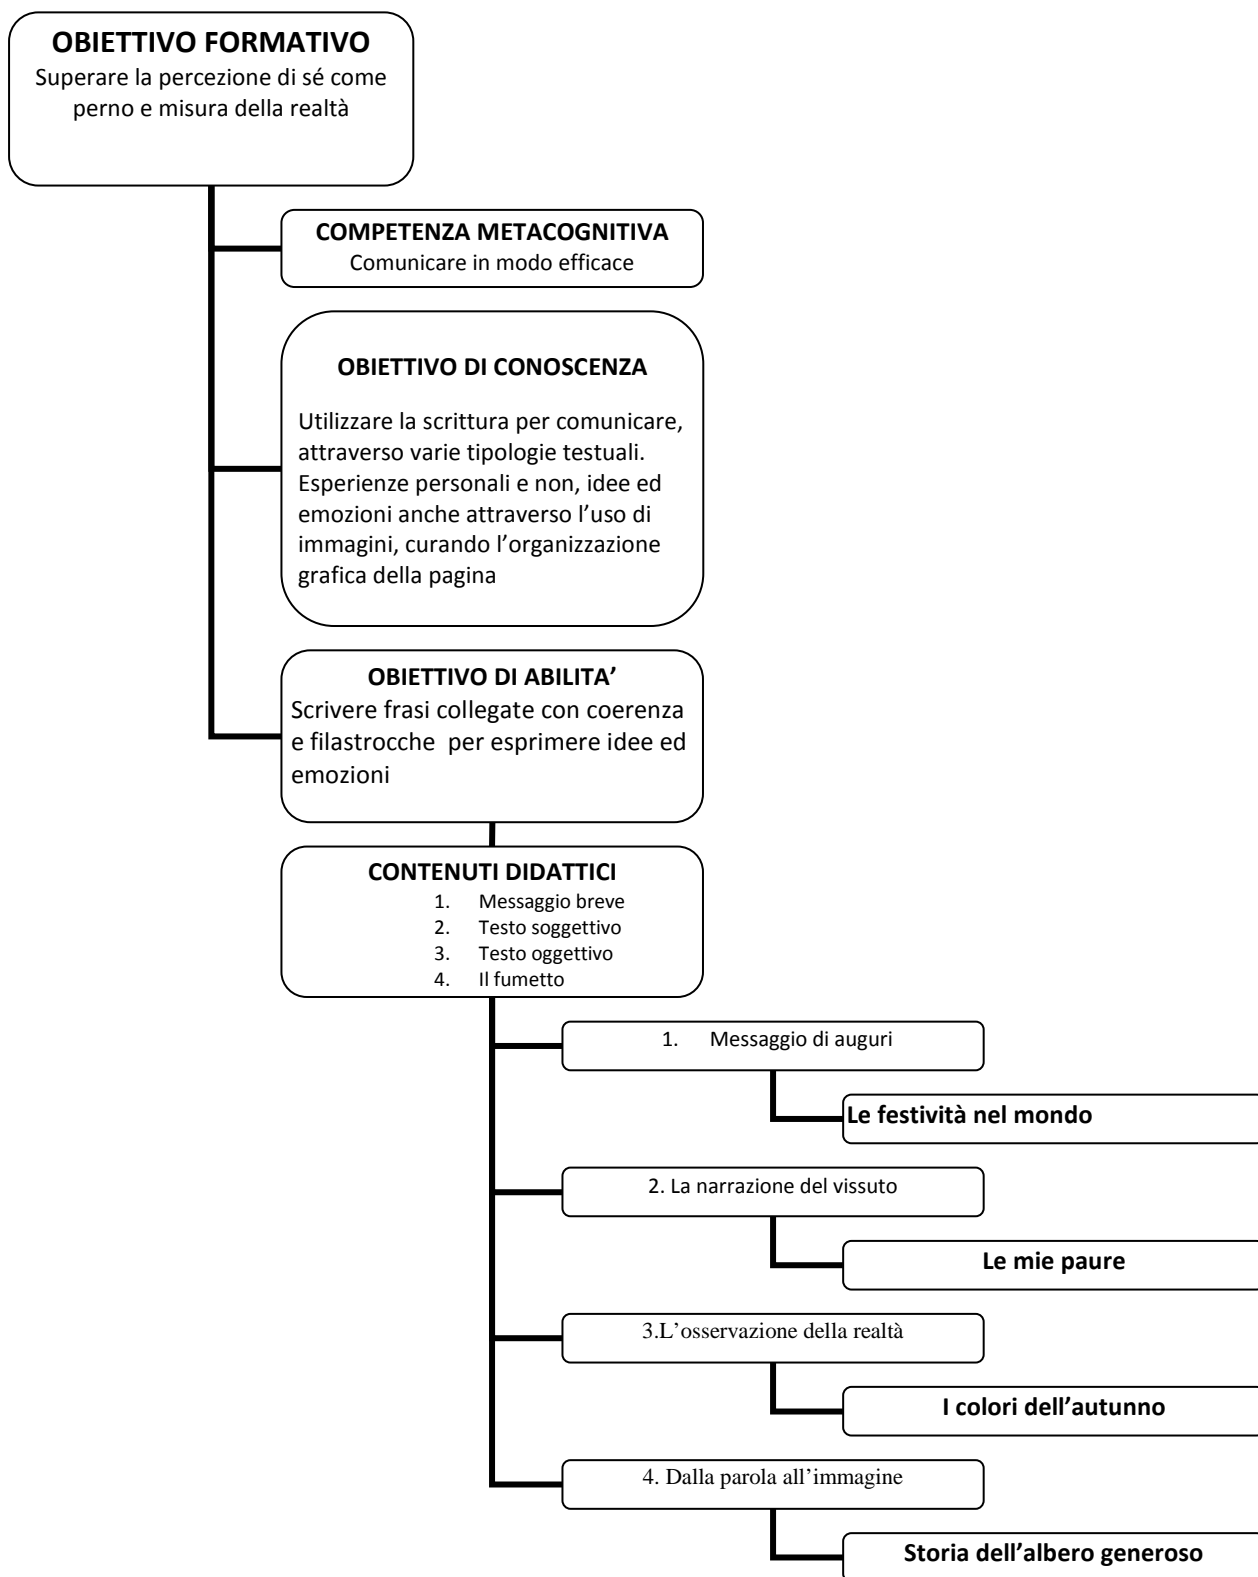 OBIETTIVO FORMATIVO
Superare la percezione di sé come
perno e misura della realtà
COMPETENZA METACOGNITIVA
Comunicare in modo efficace
OBIETTIVO DI CONOSCENZA
Utilizzare la scrittura per comunicare,
attraverso varie tipologie testuali.
Esperienze personali e non, idee ed
emozioni anche attraverso l’uso di
immagini, curando l’organizzazione
grafica della pagina
OBIETTIVO DI ABILITA’
Scrivere frasi collegate con coerenza
e filastrocche  per esprimere idee ed
emozioni
CONTENUTI DIDATTICI
1. Messaggio breve
2. Testo soggettivo
3. Testo oggettivo
4. Il fumetto
1. Messaggio di auguri
Le festività nel mondo
2. La narrazione del vissuto
Le mie paure
3.L’osservazione della realtà
I colori dell’autunno
4. Dalla parola all’immagine
Storia dell’albero generoso